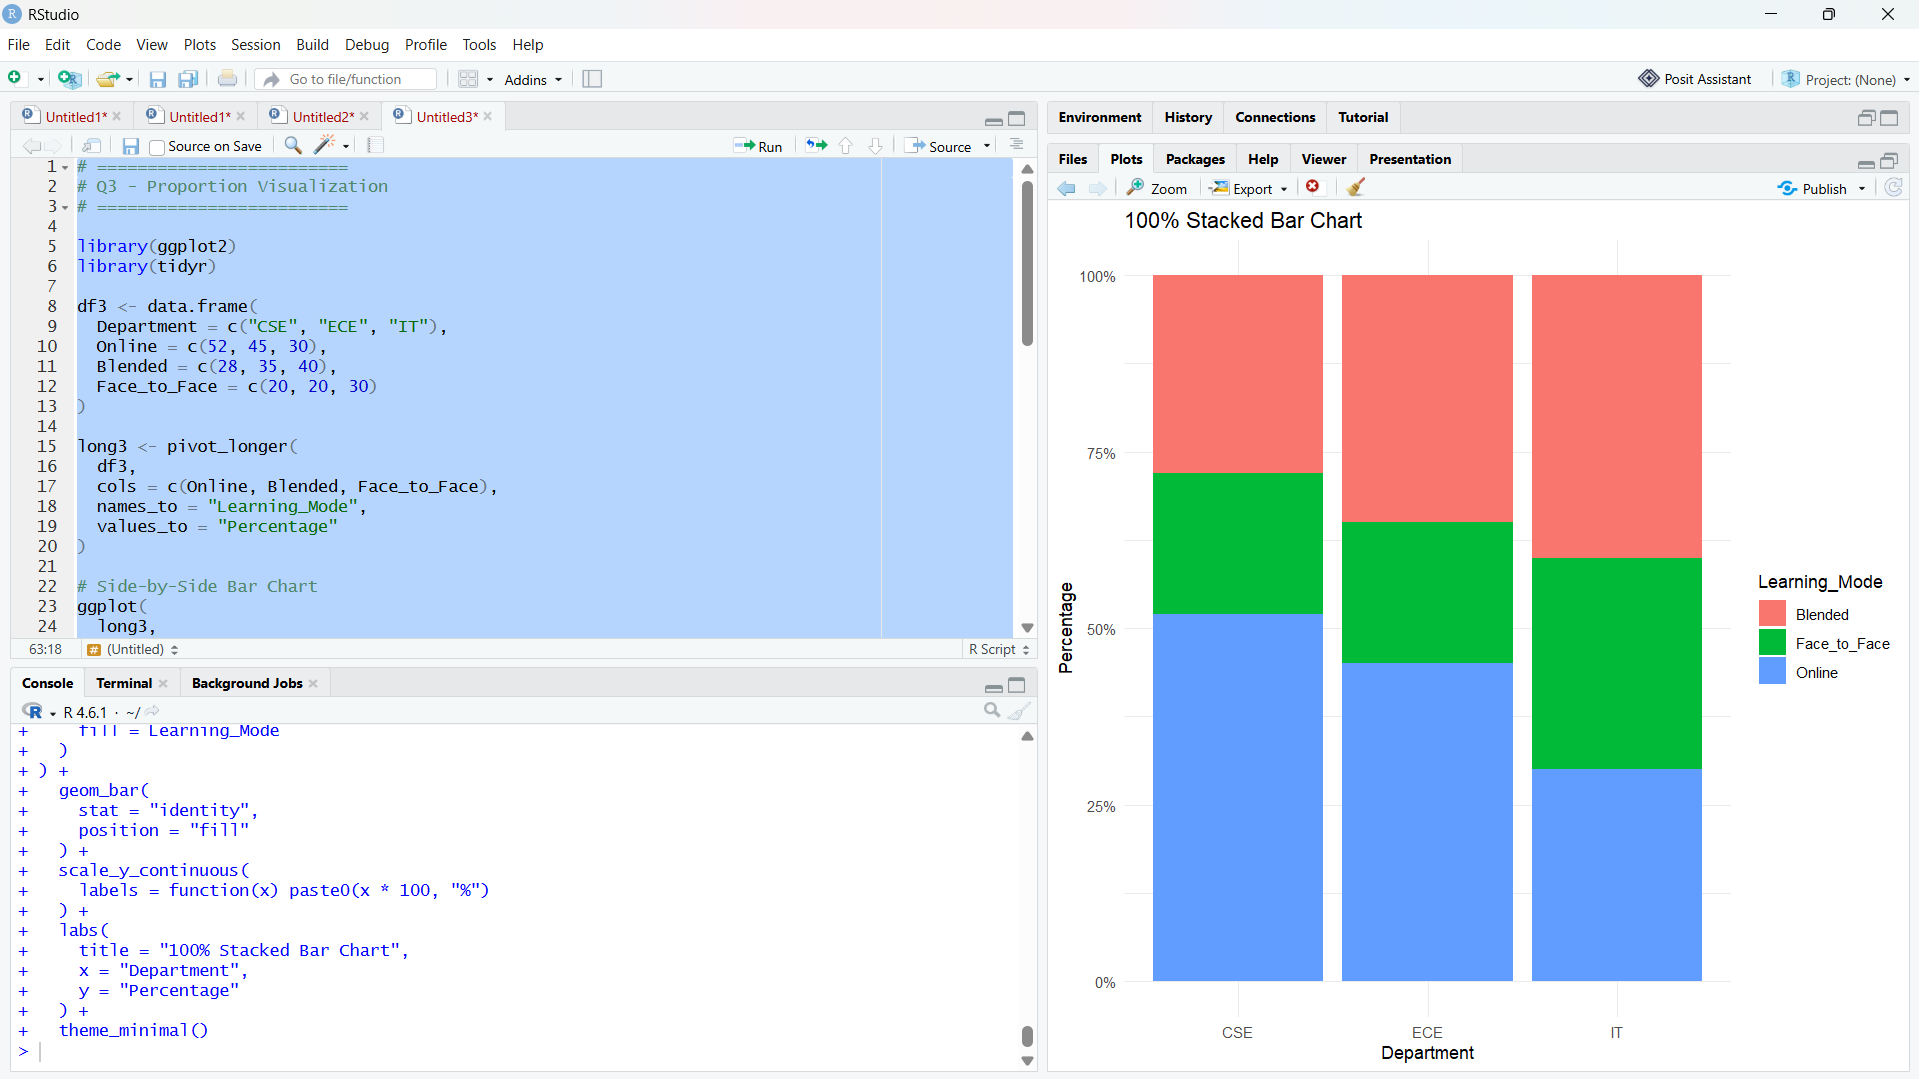 RStudio
File Edit Code View Plots Session Build Debug Profile Tools Help
Go to file/function Addins Posit Assistant Project: (None)
Untitled1* Untitled1* Untitled2* Untitled3*
Source on Save Run Source
1 # =========================
2 # Q3 - Proportion Visualization
3 # =========================
4
5 library(ggplot2)
6 library(tidyr)
7
8 df3 <- data.frame(
9 Department = c("CSE", "ECE", "IT"),
10 Online = c(52, 45, 30),
11 Blended = c(28, 35, 40),
12 Face_to_Face = c(20, 20, 30)
13 )
14
15 long3 <- pivot_longer(
16 df3,
17 cols = c(Online, Blended, Face_to_Face),
18 names_to = "Learning_Mode",
19 values_to = "Percentage"
20 )
21
22 # Side-by-Side Bar Chart
23 ggplot(
24 long3,
63:18 (Untitled) R Script
Console Terminal Background Jobs
R 4.6.1 · ~/
+ fill = Learning_Mode
+ )
+ ) +
+ geom_bar(
+ stat = "identity",
+ position = "fill"
+ ) +
+ scale_y_continuous(
+ labels = function(x) paste0(x * 100, "%")
+ ) +
+ labs(
+ title = "100% Stacked Bar Chart",
+ x = "Department",
+ y = "Percentage"
+ ) +
+ theme_minimal()
>
Environment History Connections Tutorial
Files Plots Packages Help Viewer Presentation
Zoom Export Publish
100% Stacked Bar Chart
100%
75%
50%
25%
0%
Percentage
CSE ECE IT
Department
Learning_Mode
Blended
Face_to_Face
Online